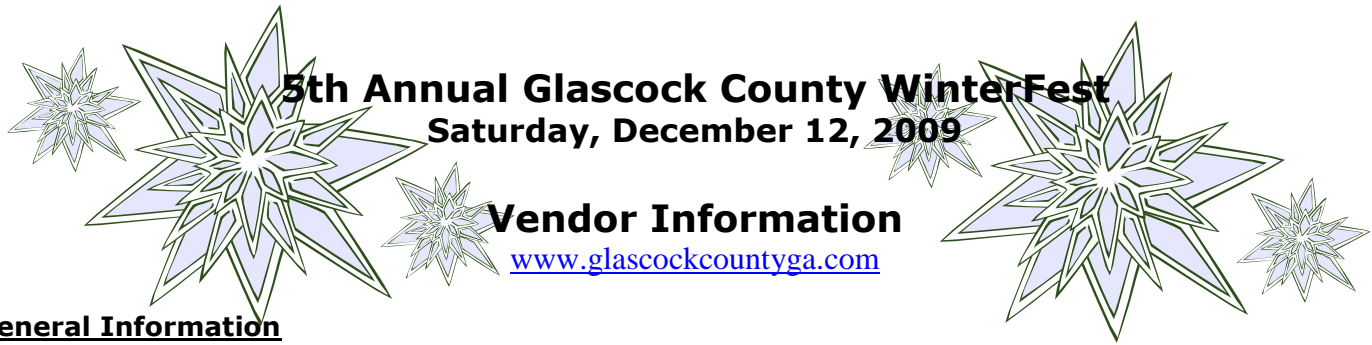 5th Annual Glascock County WinterFest
Saturday, December 12, 2009
Vendor Information
www.glascockcountyga.com
eneral Information